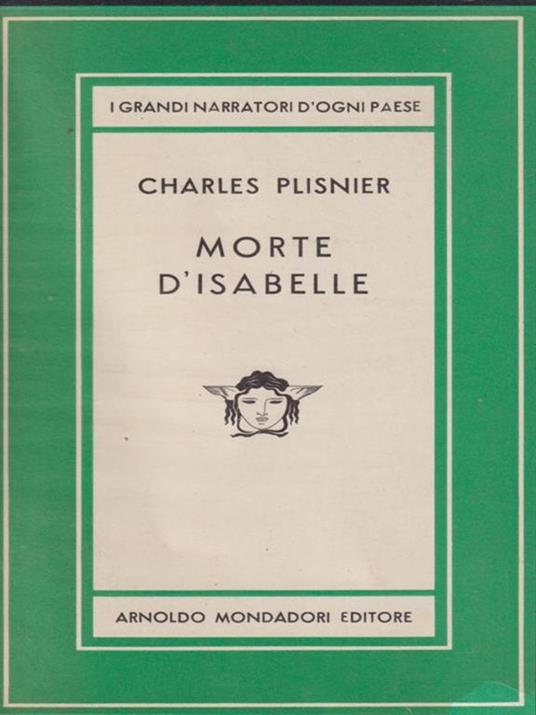 I GRANDI NARRATORI D'OGNI PAESE
CHARLES PLISNIER
MORTE
D'ISABELLE
ARNOLDO MONDADORI EDITORE